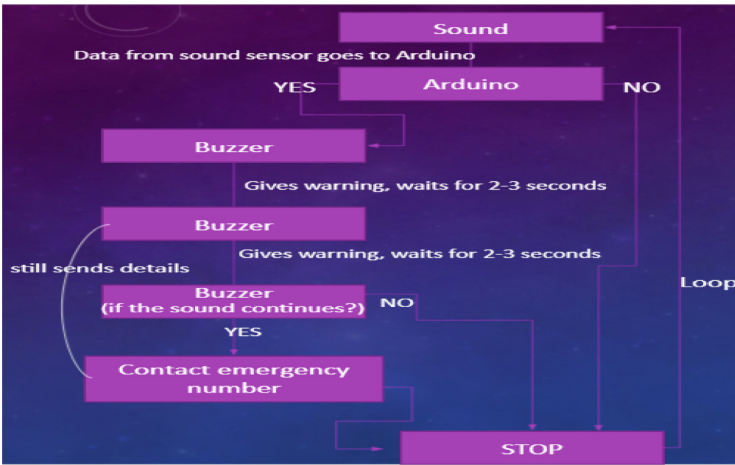 Sound
Data from sound sensor goes to Arduino
YES
Arduino
NO
Buzzer
Gives warning, waits for 2-3 seconds
Buzzer
Gives warning, waits for 2-3 seconds
still sends details
Loop
Buzzer
(if the sound continues?)
NO
YES
Contact emergency
number
STOP